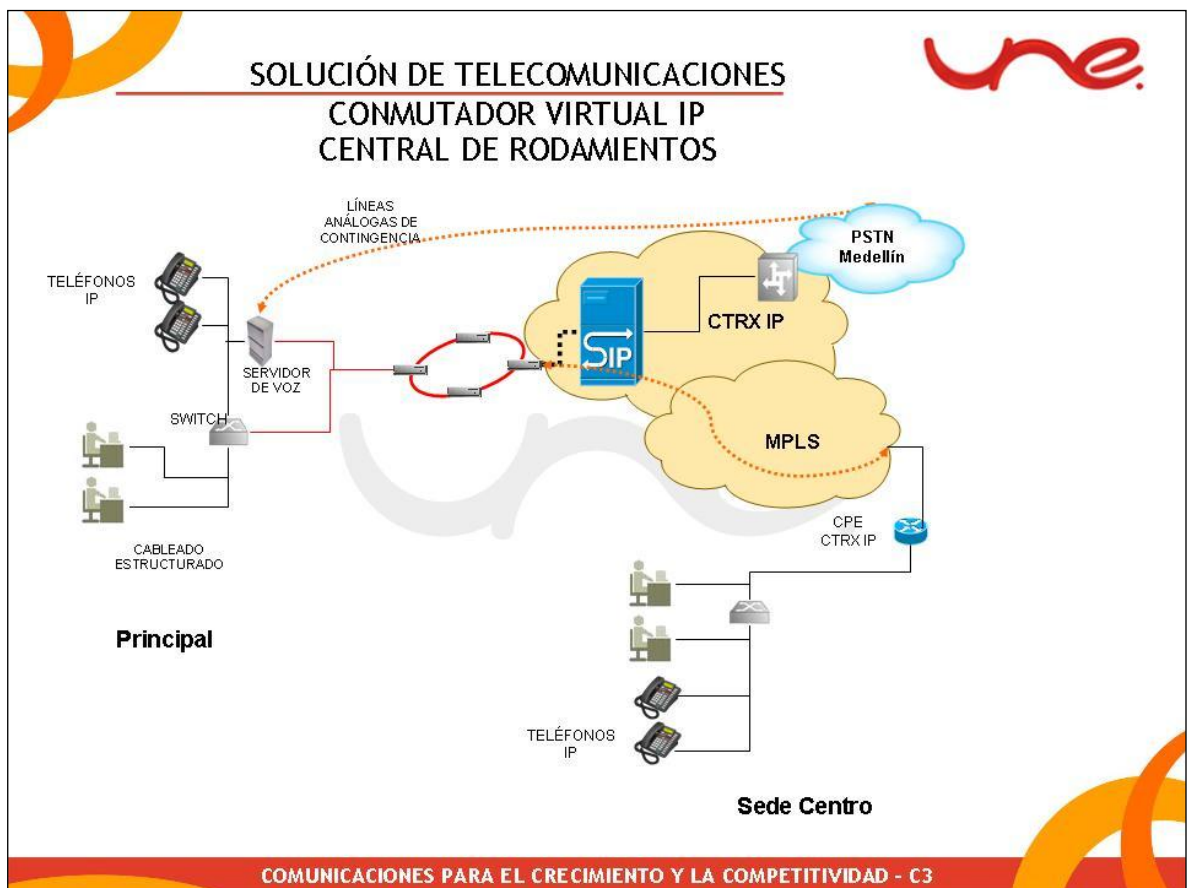 une.
SOLUCIÓN DE TELECOMUNICACIONES
CONMUTADOR VIRTUAL IP
CENTRAL DE RODAMIENTOS
LÍNEAS
ANÁLOGAS DE
CONTINGENCIA
PSTN
Medellín
TELÉFONOS
IP
CTRX IP
SIP
SERVIDOR
DE VOZ
SWITCH
MPLS
CPE
CTRX IP
CABLEADO
ESTRUCTURADO
Principal
TELÉFONOS
IP
Sede Centro
COMUNICACIONES PARA EL CRECIMIENTO Y LA COMPETITIVIDAD - C3